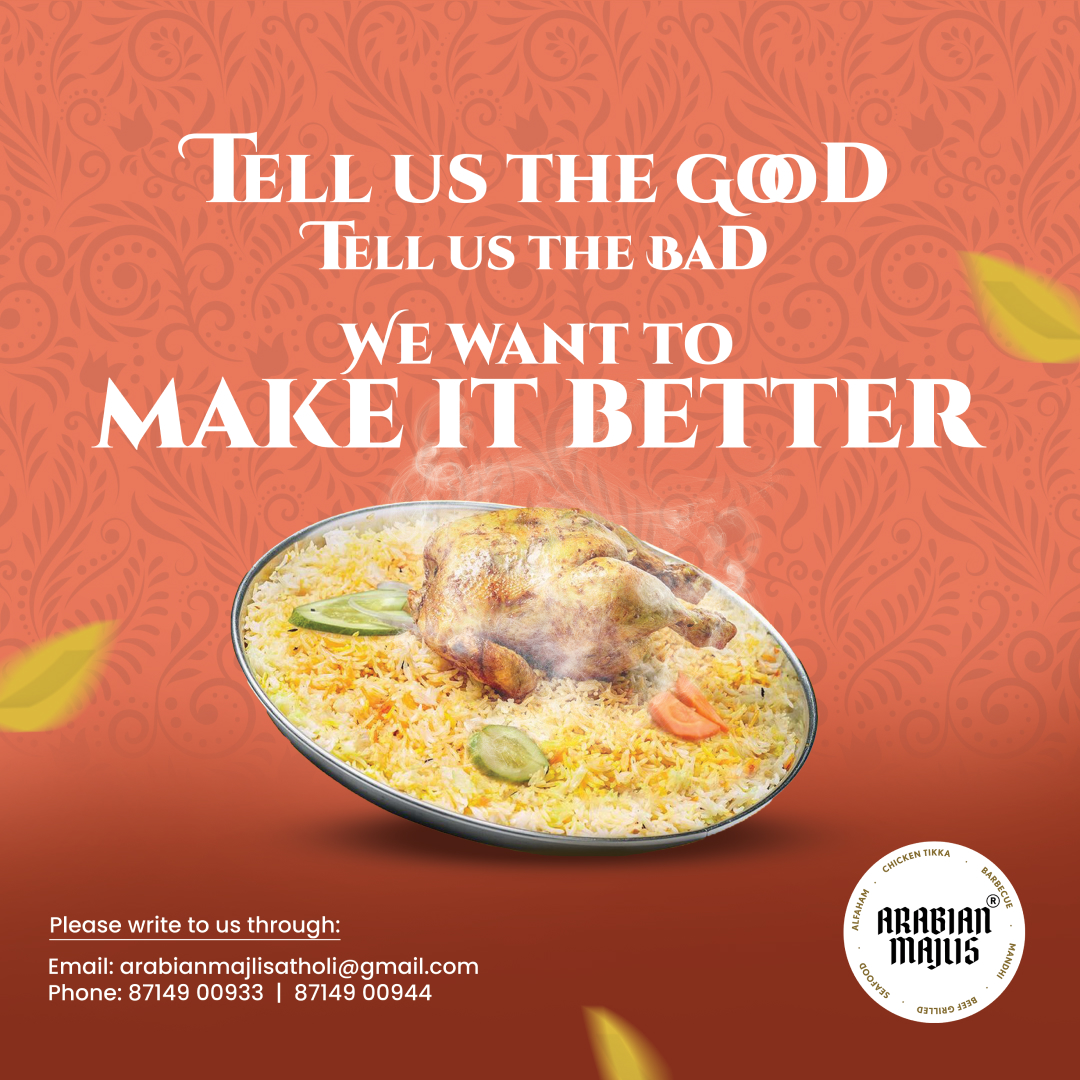 Tell us the good
Tell us the bad
We want to
MAKE IT BETTER
Please write to us through:
Email: arabianmajlisatholi@gmail.com
Phone: 87149 00933 | 87149 00944
ALFAHAM · CHICKEN TIKKA · BARBECUE · MANDHI · BEEF GRILLED · SEAFOOD ·
ARABIAN®
MAJLIS